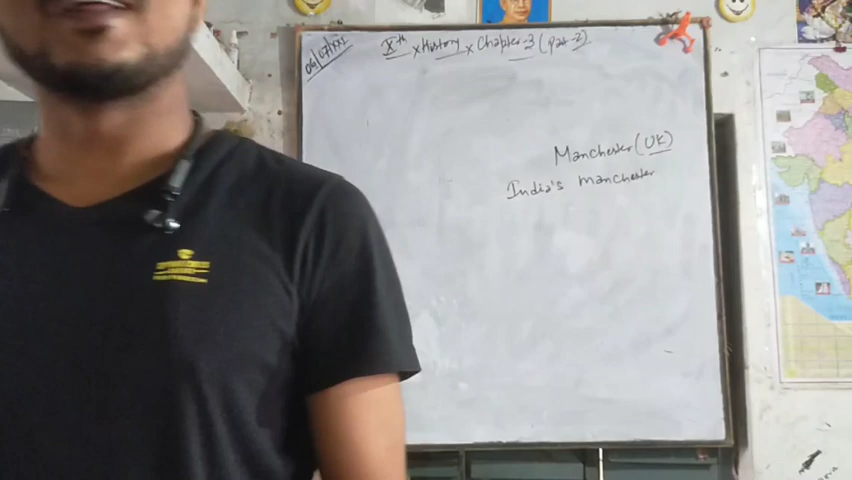 Xth x History x Chapter-3 (Part-2)
Manchester (UK)
India's manchester